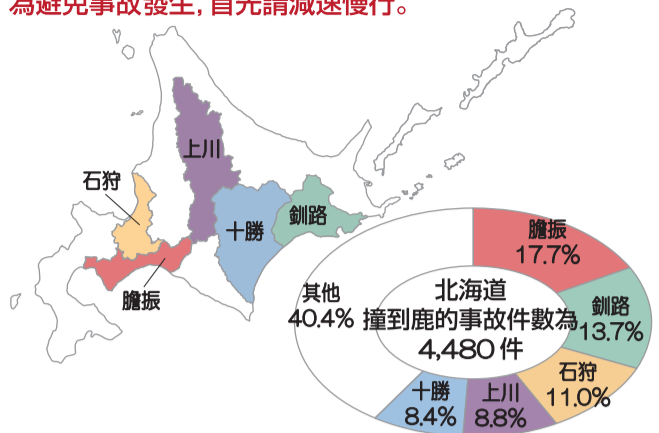 為避免事故發生,首先請減速慢行。
上川
石狩
十勝
釧路
膽振
膽振
17.7%
釧路
13.7%
石狩
11.0%
上川
8.8%
十勝
8.4%
其他
40.4%
北海道
撞到鹿的事故件數為
4,480 件